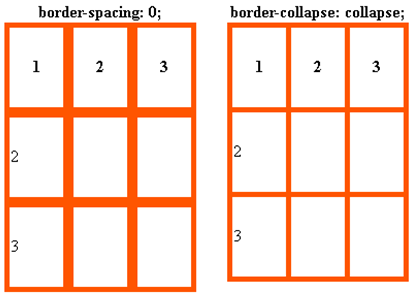 border-spacing: 0;
1 2 3
2
3
border-collapse: collapse;
1 2 3
2
3